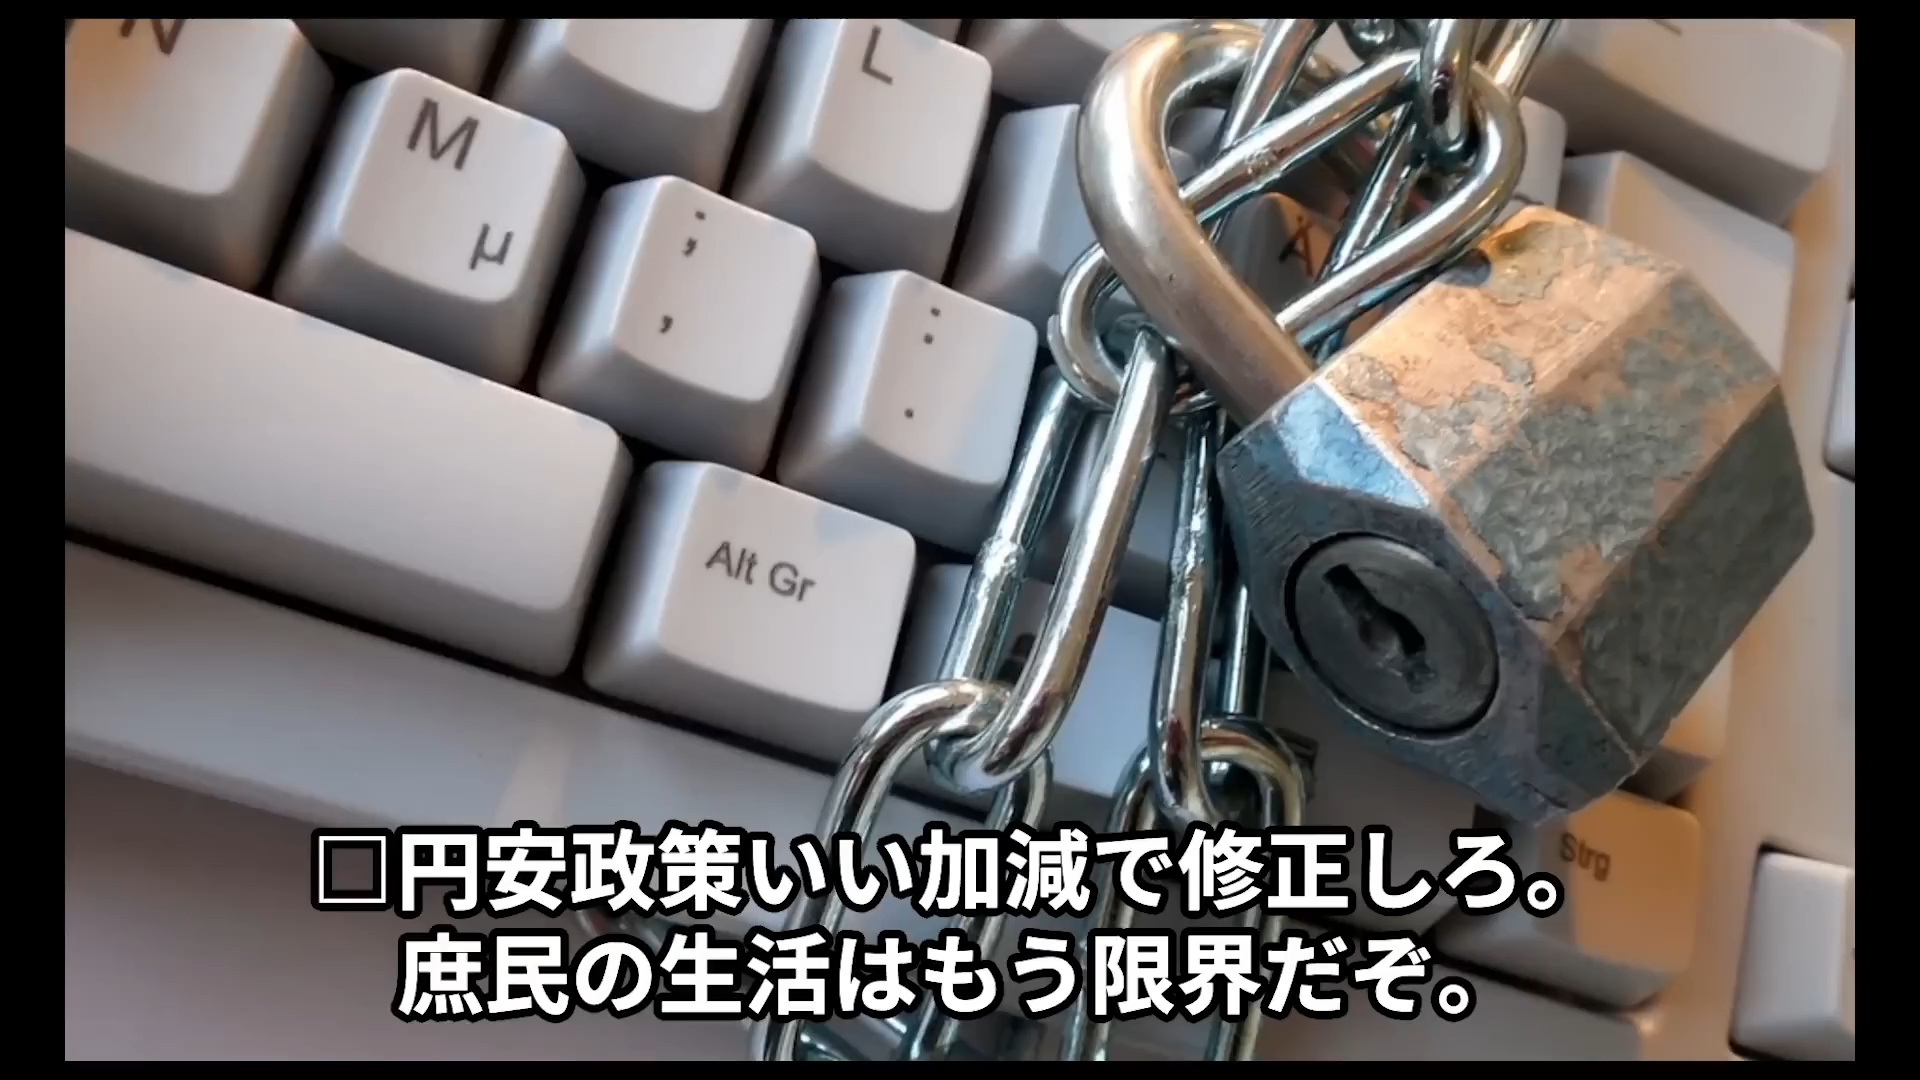 N
L
M
µ
;
,
:
.
Alt Gr
Strg
□円安政策いい加減で修正しろ。
庶民の生活はもう限界だぞ。